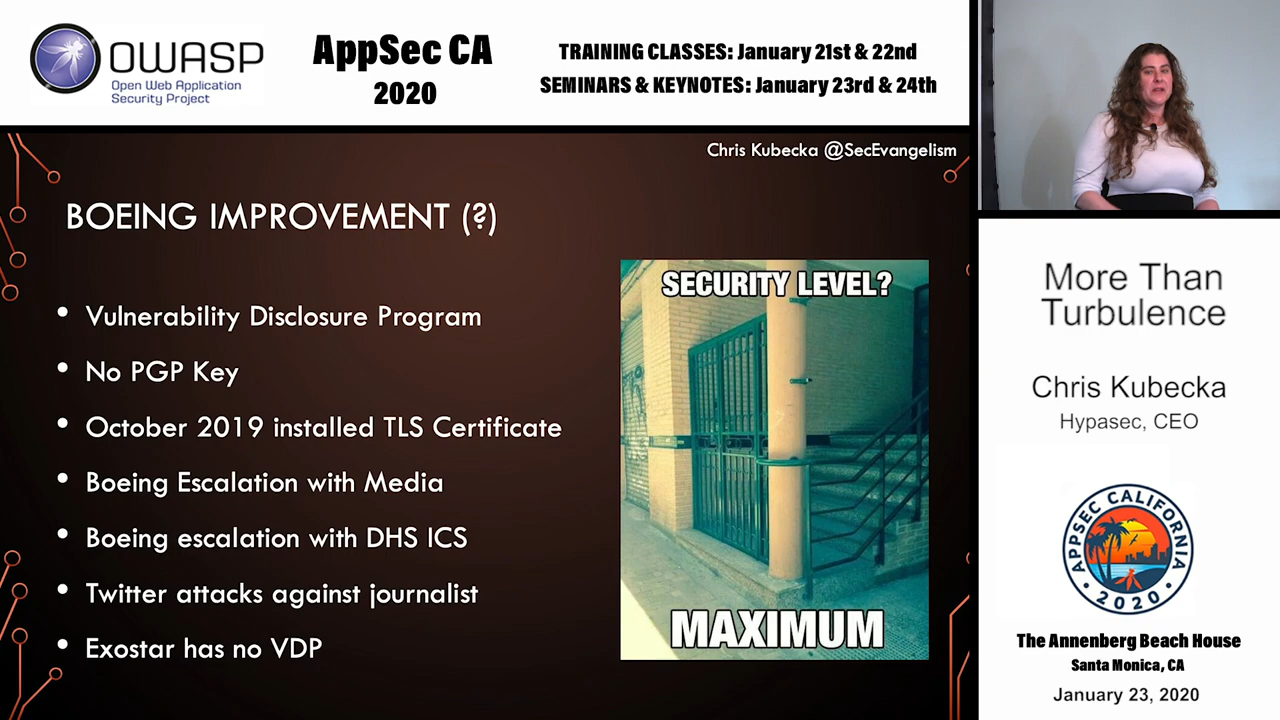 OWASP
Open Web Application
Security Project
AppSec CA
2020
TRAINING CLASSES: January 21st & 22nd
SEMINARS & KEYNOTES: January 23rd & 24th
Chris Kubecka @SecEvangelism
BOEING IMPROVEMENT (?)
• Vulnerability Disclosure Program
• No PGP Key
• October 2019 installed TLS Certificate
• Boeing Escalation with Media
• Boeing escalation with DHS ICS
• Twitter attacks against journalist
• Exostar has no VDP
SECURITY LEVEL?
MAXIMUM
More Than
Turbulence
Chris Kubecka
Hypasec, CEO
APPSEC CALIFORNIA
• 2020 •
The Annenberg Beach House
Santa Monica, CA
January 23, 2020